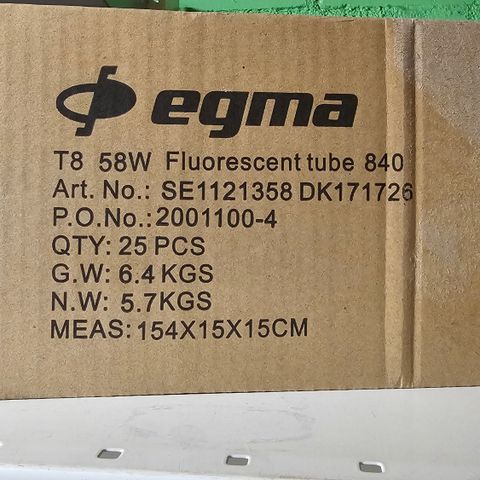 egma
T8 58W Fluorescent tube 840
Art. No.: SE1121358 DK171726
P.O.No.: 2001100-4
QTY: 25 PCS
G.W: 6.4 KGS
N.W: 5.7KGS
MEAS: 154X15X15CM